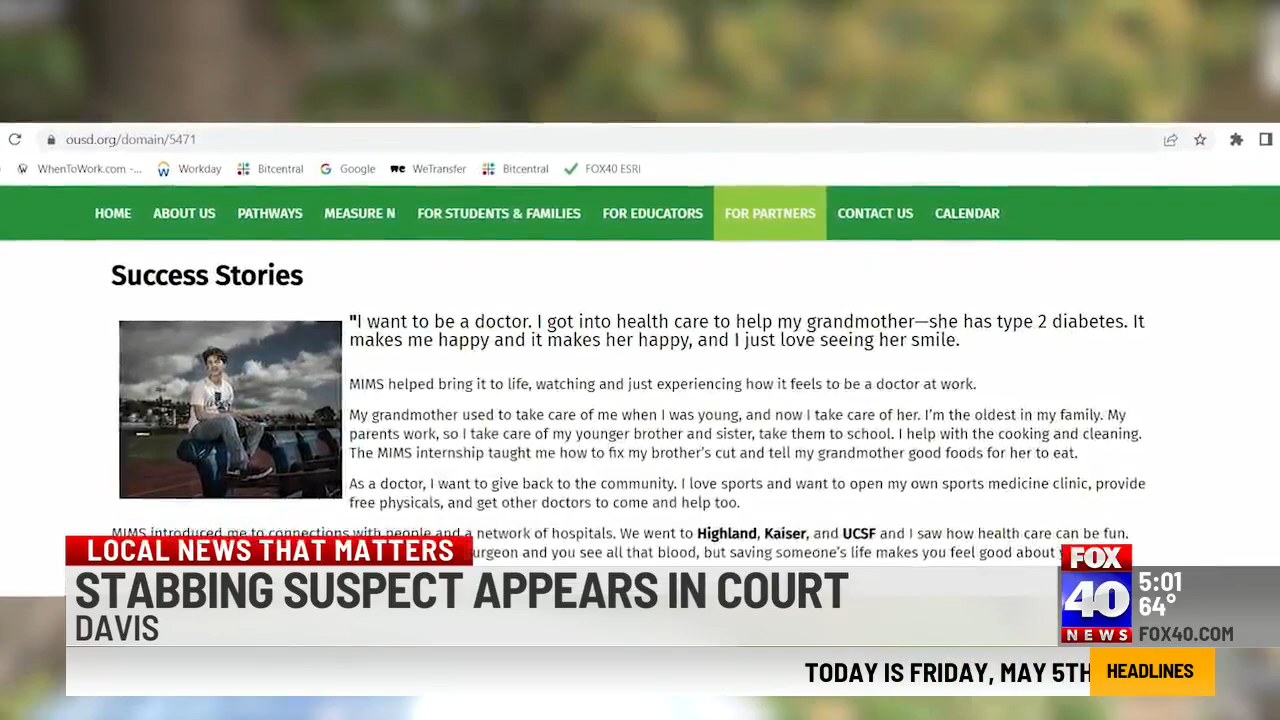 ousd.org/domain/5471
WhenToWork.com -... Workday Bitcentral Google WeTransfer Bitcentral FOX40 ESRI
HOME ABOUT US PATHWAYS MEASURE N FOR STUDENTS & FAMILIES FOR EDUCATORS FOR PARTNERS CONTACT US CALENDAR
Success Stories
"I want to be a doctor. I got into health care to help my grandmother—she has type 2 diabetes. It
makes me happy and it makes her happy, and I just love seeing her smile.
MIMS helped bring it to life, watching and just experiencing how it feels to be a doctor at work.
My grandmother used to take care of me when I was young, and now I take care of her. I'm the oldest in my family. My
parents work, so I take care of my younger brother and sister, take them to school. I help with the cooking and cleaning.
The MIMS internship taught me how to fix my brother's cut and tell my grandmother good foods for her to eat.
As a doctor, I want to give back to the community. I love sports and want to open my own sports medicine clinic, provide
free physicals, and get other doctors to come and help too.
MIMS introduced me to connections with people and a network of hospitals. We went to Highland, Kaiser, and UCSF and I saw how health care can be fun.
and you see all that blood, but saving someone's life makes you feel good about
LOCAL NEWS THAT MATTERS
STABBING SUSPECT APPEARS IN COURT
DAVIS
FOX
40
NEWS
5:01
64°
FOX40.COM
TODAY IS FRIDAY, MAY 5TH
HEADLINES